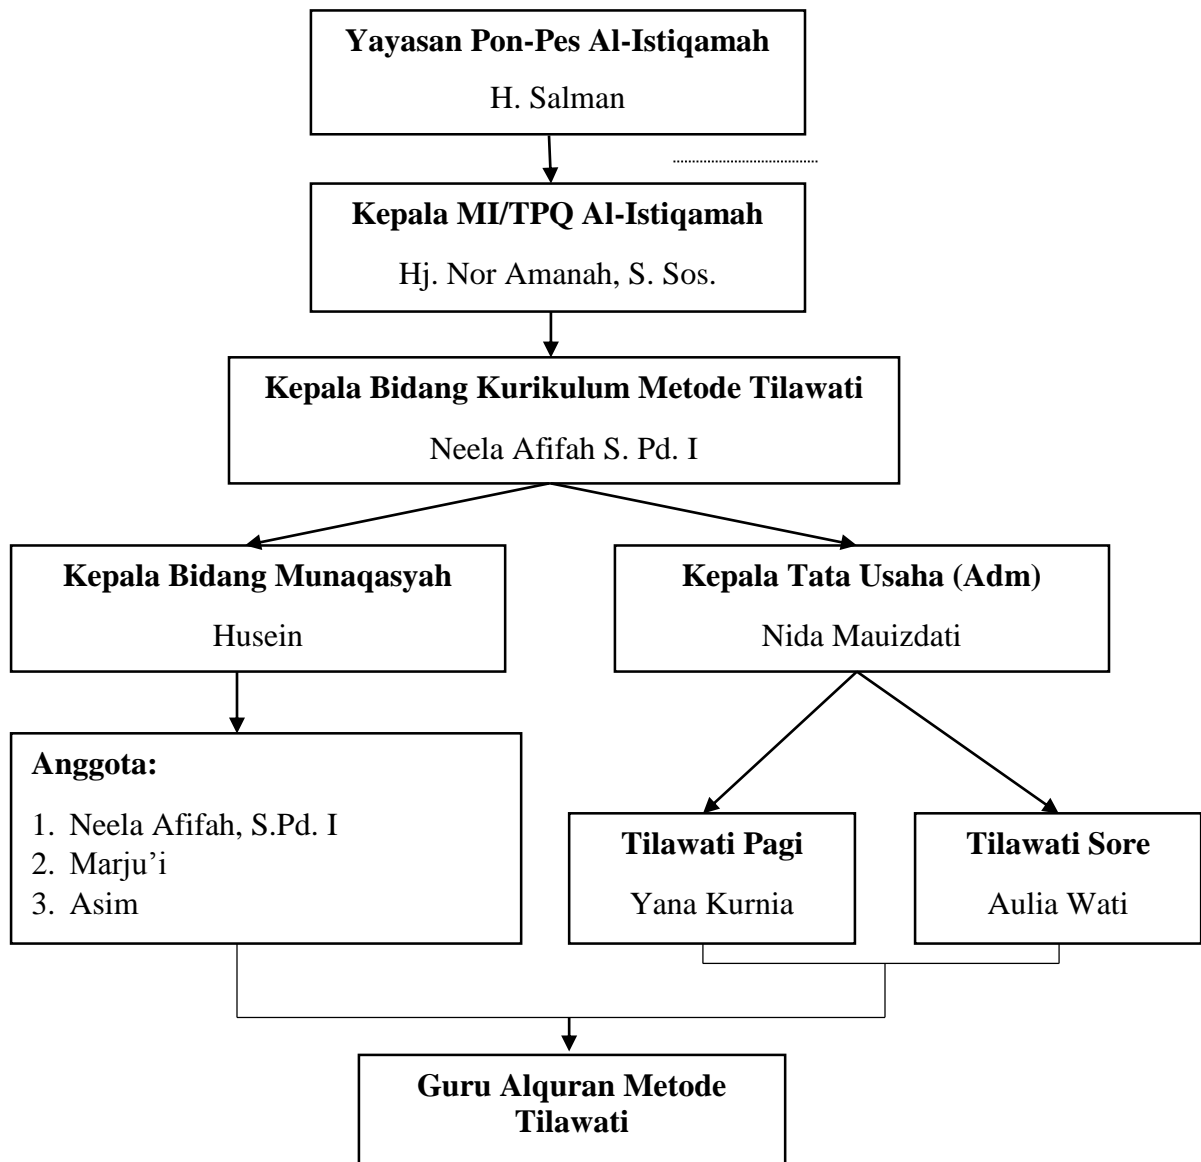 Yayasan Pon-Pes Al-Istiqamah
H. Salman
Kepala MI/TPQ Al-Istiqamah
Hj. Nor Amanah, S. Sos.
Kepala Bidang Kurikulum Metode Tilawati
Neela Afifah S. Pd. I
Kepala Bidang Munaqasyah
Husein
Kepala Tata Usaha (Adm)
Nida Mauizdati
Anggota:
1. Neela Afifah, S.Pd. I
2. Marju’i
3. Asim
Tilawati Pagi
Yana Kurnia
Tilawati Sore
Aulia Wati
Guru Alquran Metode
Tilawati